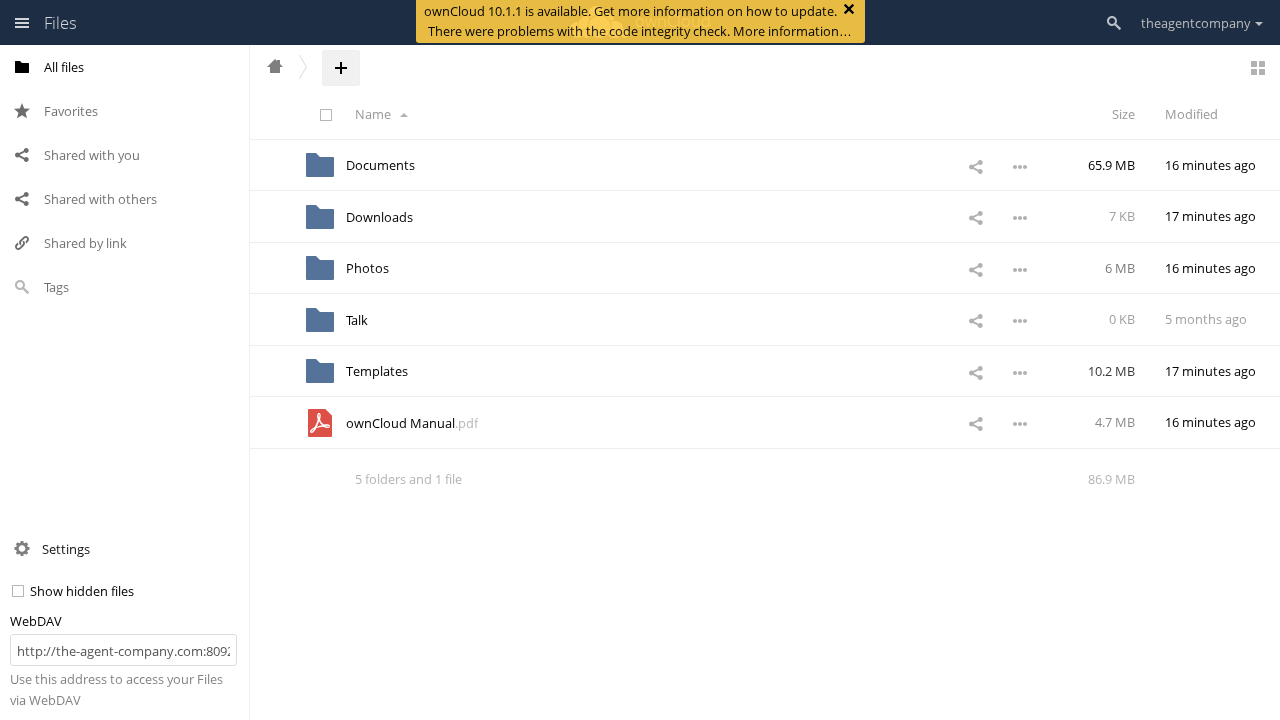 Files
ownCloud 10.1.1 is available. Get more information on how to update.
There were problems with the code integrity check. More information…
theagentcompany
All files
Favorites
Shared with you
Shared with others
Shared by link
Tags
Name
Size
Modified
Documents
65.9 MB
16 minutes ago
Downloads
7 KB
17 minutes ago
Photos
6 MB
16 minutes ago
Talk
0 KB
5 months ago
Templates
10.2 MB
17 minutes ago
ownCloud Manual.pdf
4.7 MB
16 minutes ago
5 folders and 1 file
86.9 MB
Settings
Show hidden files
WebDAV
http://the-agent-company.com:8092
Use this address to access your Files
via WebDAV